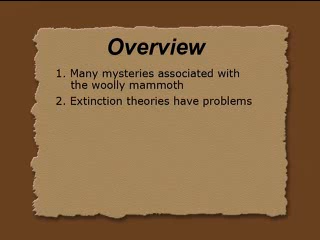 Overview
1. Many mysteries associated with
the woolly mammoth
2. Extinction theories have problems